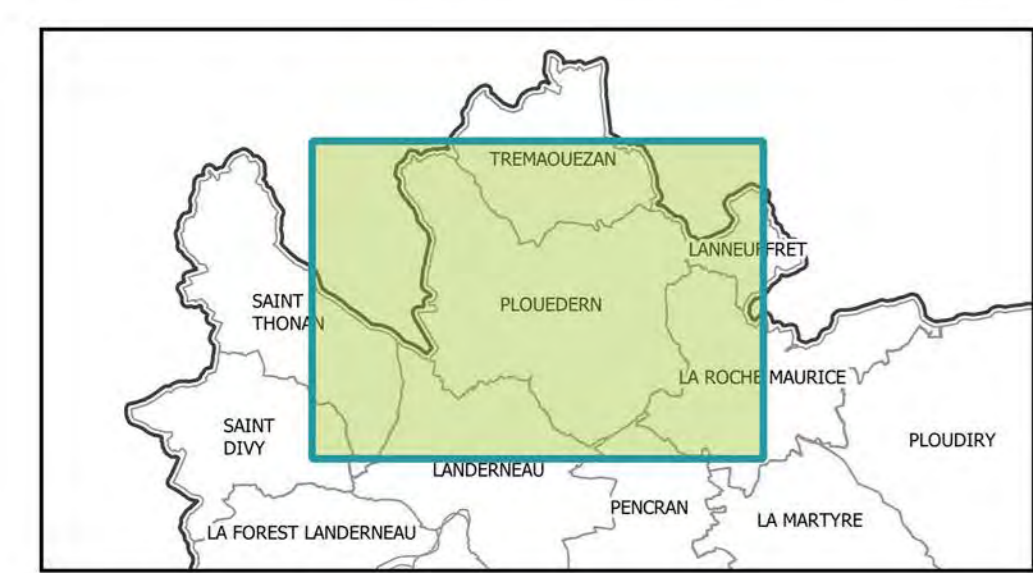 TREMAOUEZAN
LANNEUFFRET
SAINT
THONAN
PLOUEDERN
LA ROCHE MAURICE
SAINT
DIVY
PLOUDIRY
LANDERNEAU
PENCRAN
LA MARTYRE
LA FOREST LANDERNEAU